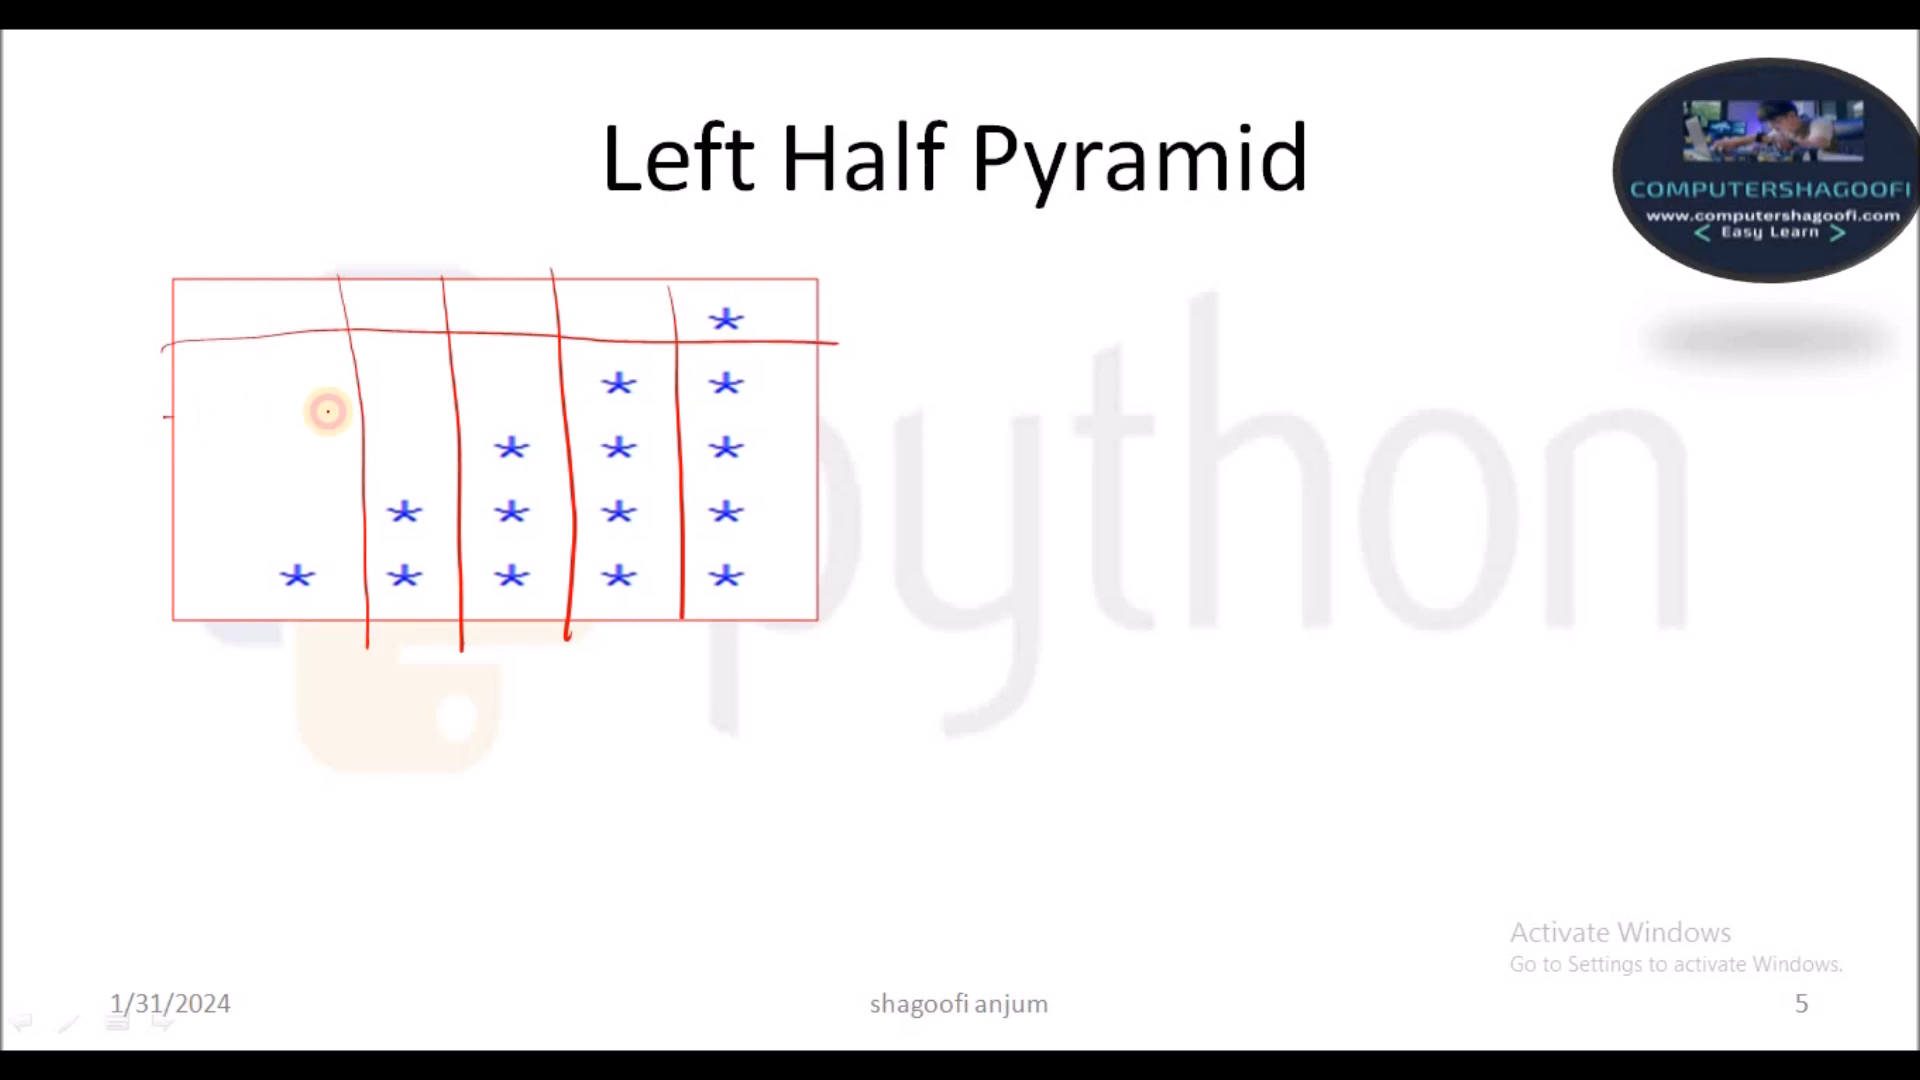 Left Half Pyramid
COMPUTERSHAGOOFI
www.computershagoofi.com
< Easy Learn >
*
* *
* * *
* * * *
* * * * *
python
Activate Windows
Go to Settings to activate Windows.
1/31/2024
shagoofi anjum
5